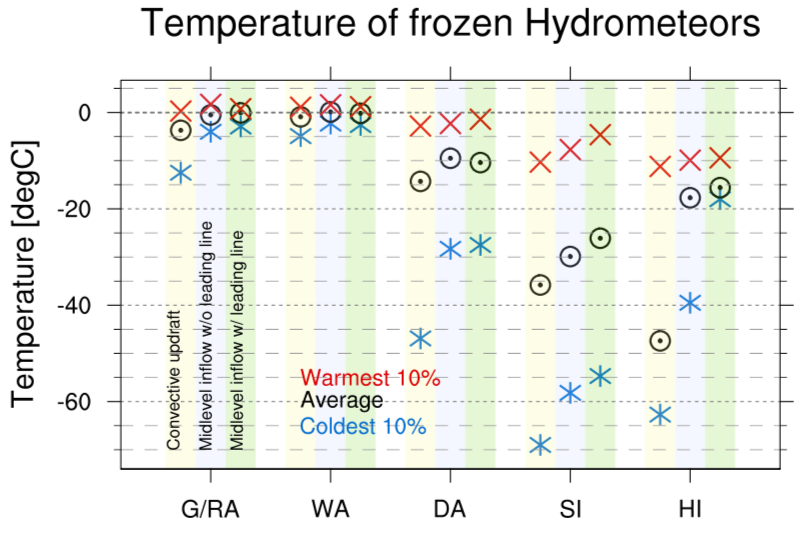 Temperature of frozen Hydrometeors
Temperature [degC]
0
-20
-40
-60
Convective updraft
Midlevel inflow w/o leading line
Midlevel inflow w/ leading line
Warmest 10%
Average
Coldest 10%
G/RA WA DA SI HI